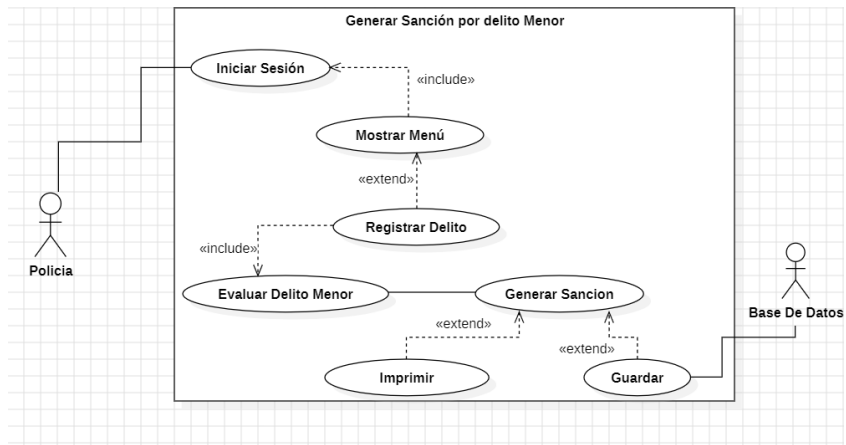 Generar Sanción por delito Menor
Iniciar Sesión
«include»
Mostrar Menú
«extend»
Registrar Delito
«include»
Policia
Evaluar Delito Menor
Generar Sancion
Base De Datos
«extend»
«extend»
Imprimir
Guardar